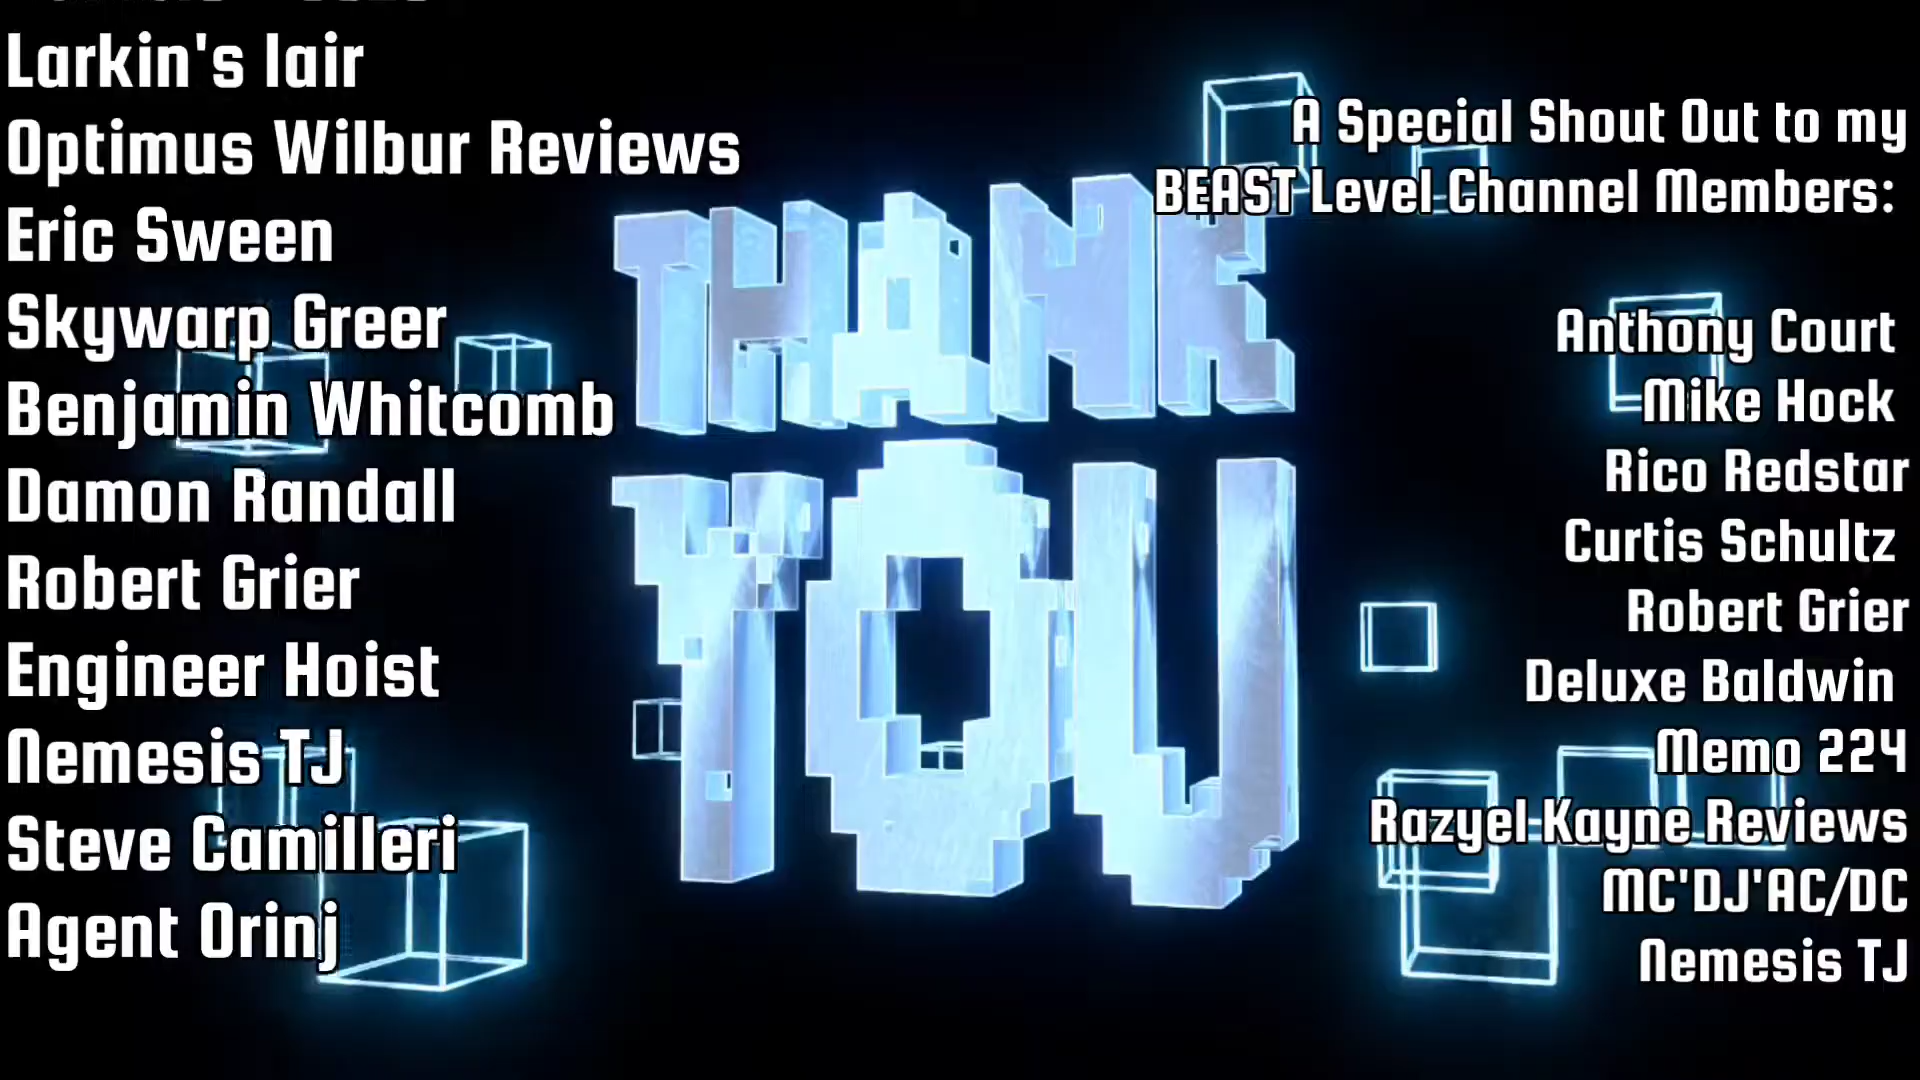 Larkin's lair
Optimus Wilbur Reviews
Eric Sween
Skywarp Greer
Benjamin Whitcomb
Damon Randall
Robert Grier
Engineer Hoist
Nemesis TJ
Steve Camilleri
Agent Orinj
THANK
YOU
A Special Shout Out to my
BEAST Level Channel Members:
Anthony Court
Mike Hock
Rico Redstar
Curtis Schultz
Robert Grier
Deluxe Baldwin
Memo 224
Razyel Kayne Reviews
MC'DJ'AC/DC
Nemesis TJ